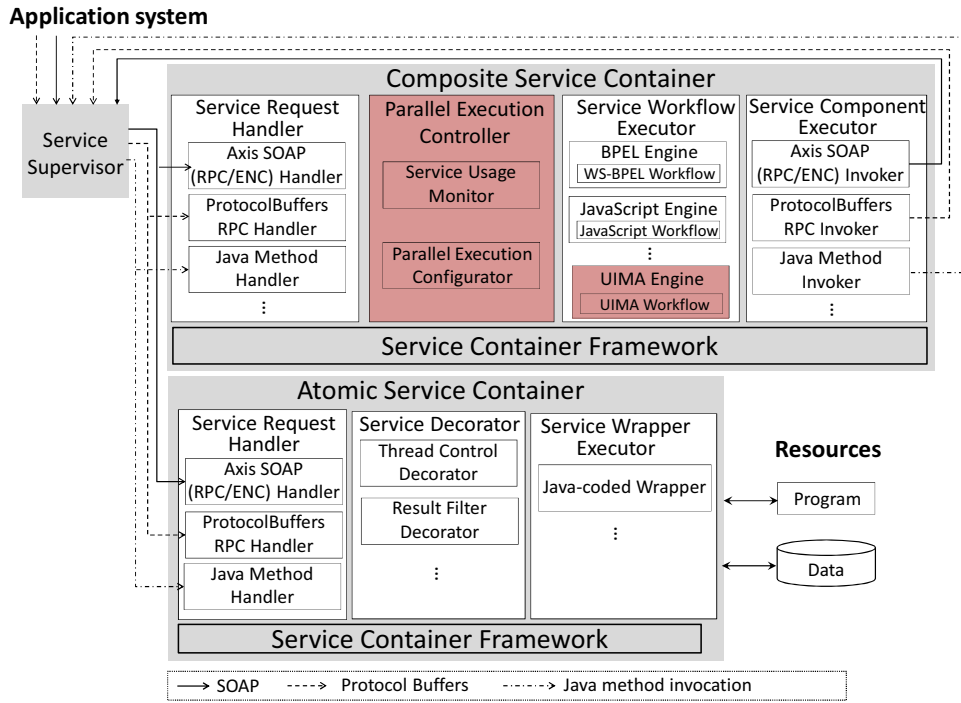 Application system
Service
Supervisor
Composite Service Container
Service Request
Handler
Axis SOAP
(RPC/ENC) Handler
ProtocolBuffers
RPC Handler
Java Method
Handler
...
Parallel Execution
Controller
Service Usage
Monitor
Parallel Execution
Configurator
Service Workflow
Executor
BPEL Engine
WS-BPEL Workflow
JavaScript Engine
JavaScript Workflow
...
UIMA Engine
UIMA Workflow
Service Component
Executor
Axis SOAP
(RPC/ENC) Invoker
ProtocolBuffers
RPC Invoker
Java Method
Invoker
...
Service Container Framework
Atomic Service Container
Service Request
Handler
Axis SOAP
(RPC/ENC) Handler
ProtocolBuffers
RPC Handler
Java Method
Handler
Service Decorator
Thread Control
Decorator
Result Filter
Decorator
...
Service Wrapper
Executor
Java-coded Wrapper
...
Service Container Framework
Resources
Program
Data
SOAP
Protocol Buffers
Java method invocation